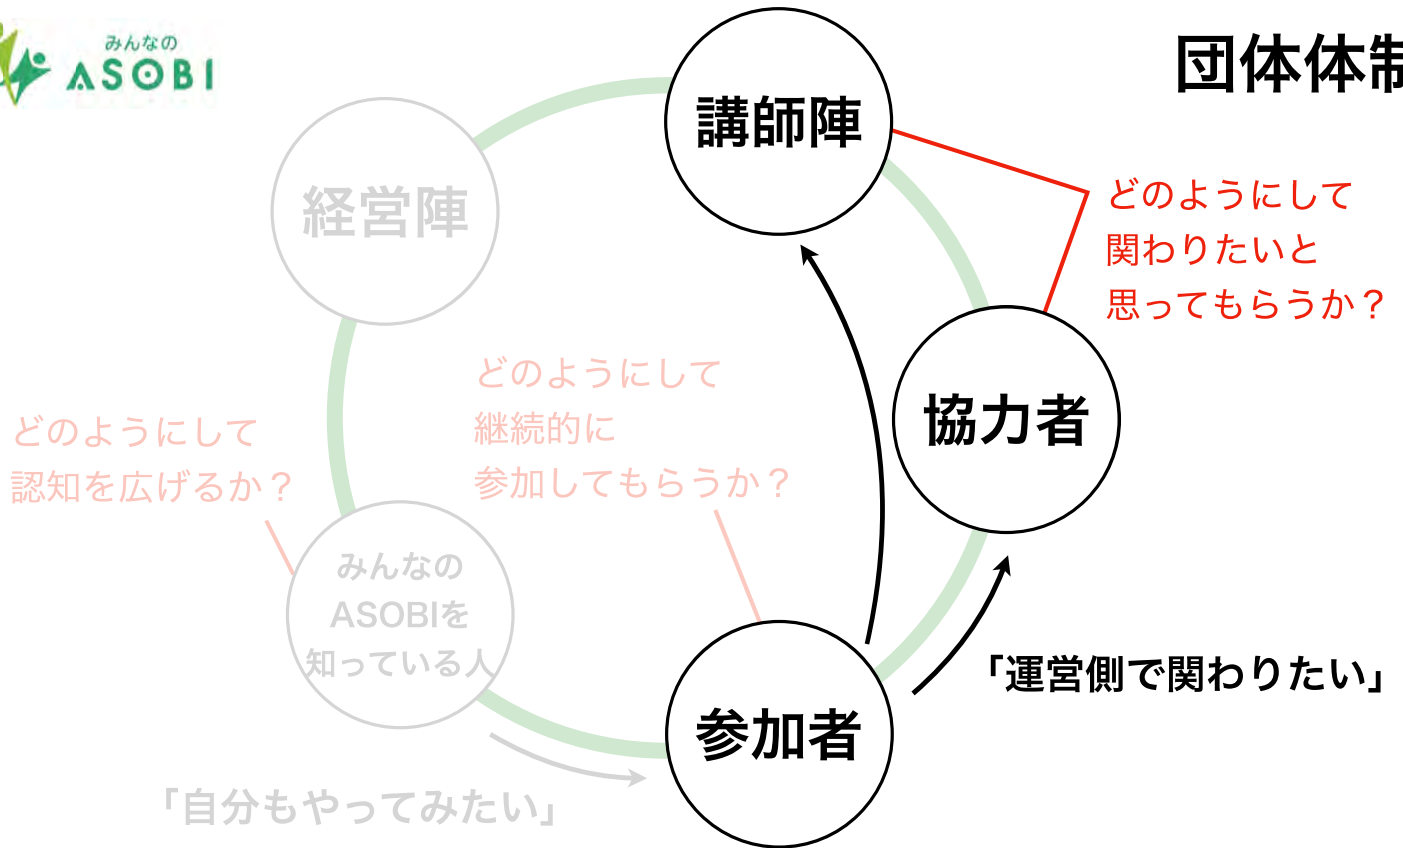 みんなの
ASOBI
団体体制
講師陣
経営陣
どのようにして
関わりたいと
思ってもらうか？
協力者
どのようにして
継続的に
参加してもらうか？
どのようにして
認知を広げるか？
みんなの
ASOBIを
知っている人
参加者
「運営側で関わりたい」
「自分もやってみたい」